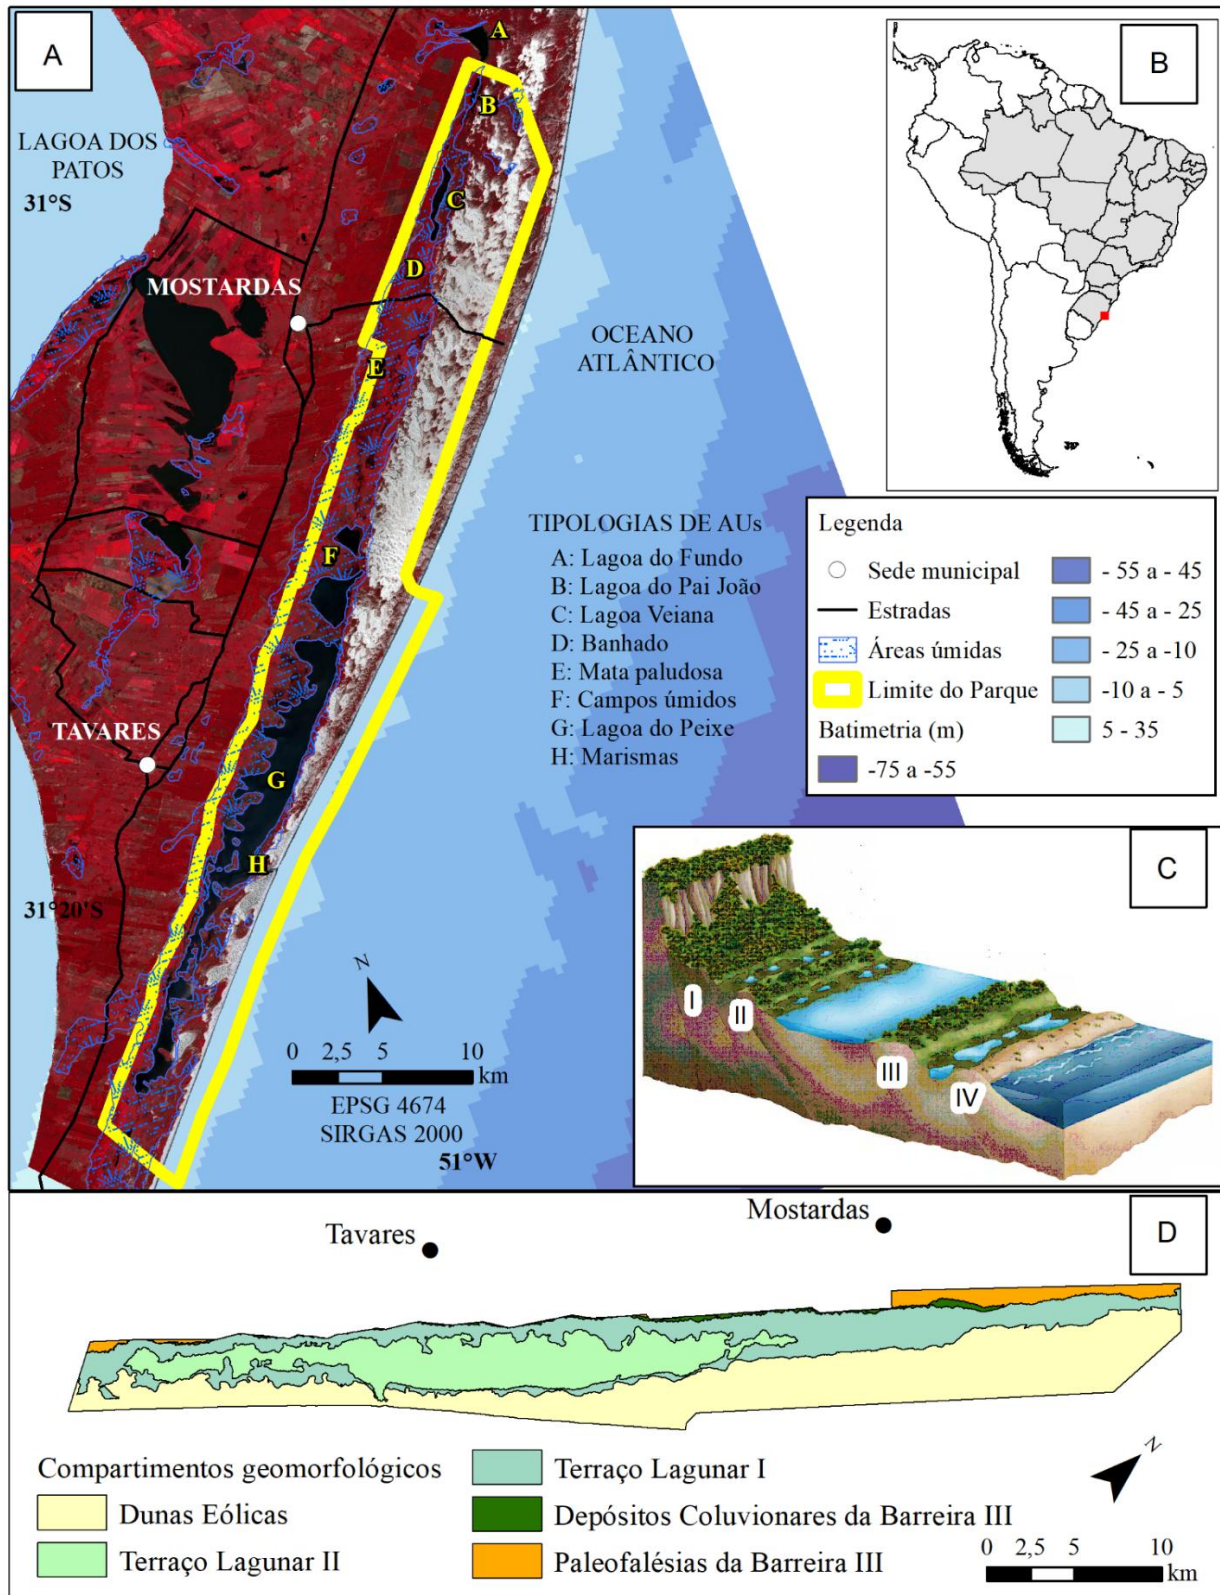 A
LAGOA DOS
PATOS
31°S
MOSTARDAS
TAVARES
31°20'S
A
B
C
D
E
F
G
H
OCEANO
ATLÂNTICO
TIPOLOGIAS DE AUs
A: Lagoa do Fundo
B: Lagoa do Pai João
C: Lagoa Veiana
D: Banhado
E: Mata paludosa
F: Campos úmidos
G: Lagoa do Peixe
H: Marismas
N
0 2,5 5 10
km
EPSG 4674
SIRGAS 2000
51°W
B
Legenda
Sede municipal
Estradas
Áreas úmidas
Limite do Parque
Batimetria (m)
-75 a -55
- 55 a - 45
- 45 a - 25
- 25 a -10
-10 a - 5
5 - 35
C
I
II
III
IV
D
Tavares
Mostardas
Compartimentos geomorfológicos
Dunas Eólicas
Terraço Lagunar II
Terraço Lagunar I
Depósitos Coluvionares da Barreira III
Paleofalésias da Barreira III
N
0 2,5 5 10
km